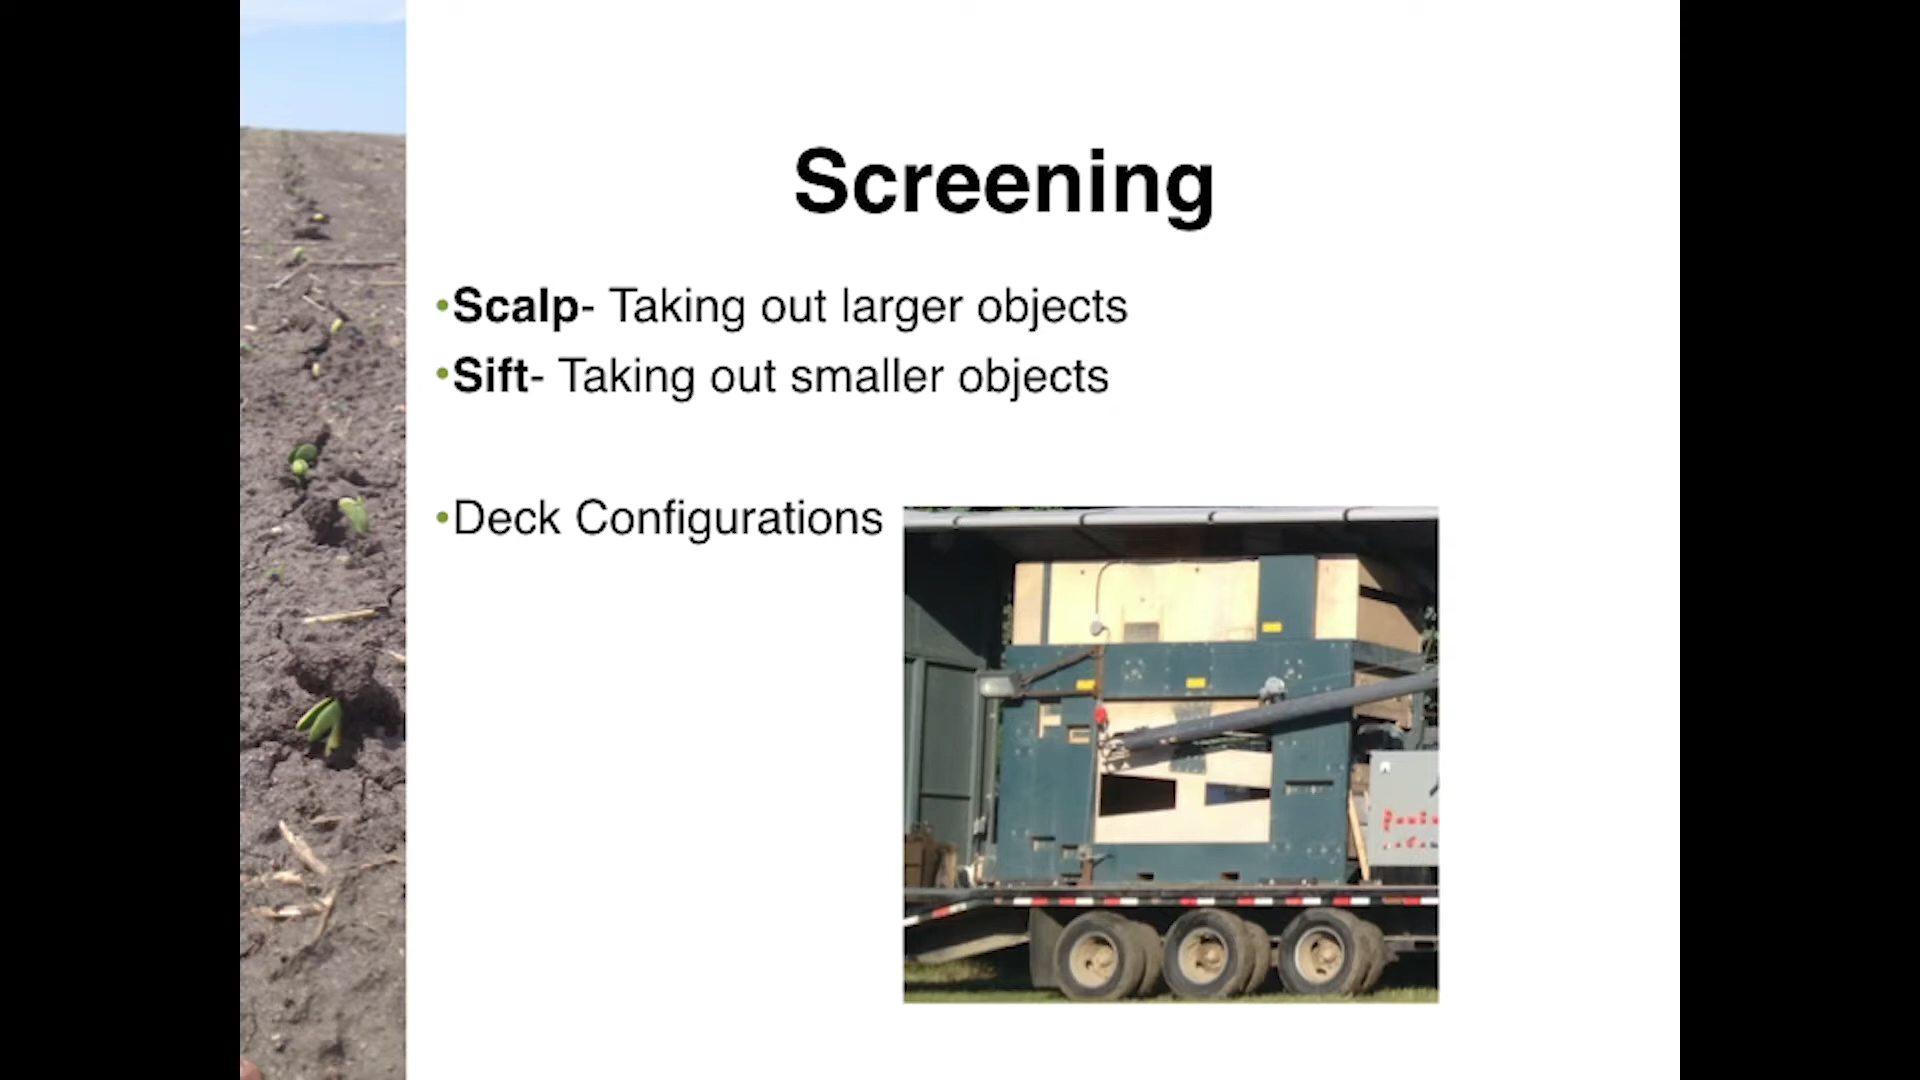 Screening
•Scalp- Taking out larger objects
•Sift- Taking out smaller objects
•Deck Configurations